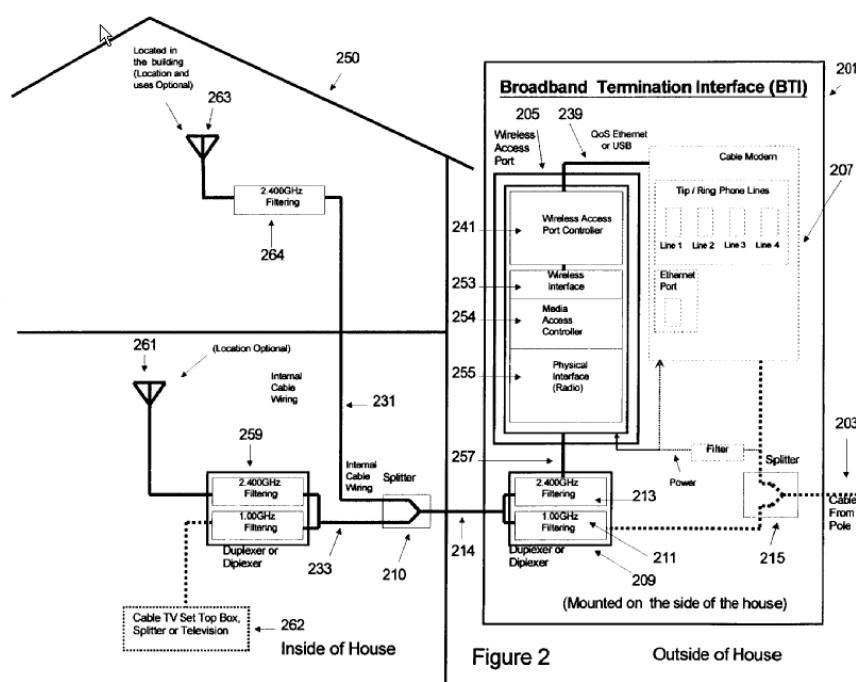 Located in
the building
(Location and
uses Optional)
263
250
2.400GHz
Filtering
264
261
(Location Optional)
Internal
Cable
Wiring
231
259
2.400GHz
Filtering
1.00GHz
Filtering
Duplexer or
Diplexer
233
Internal
Cable
Wiring
Splitter
210
214
Cable TV Set Top Box,
Splitter or Television
262
Inside of House
Broadband Termination Interface (BTI)
201
205
239
Wireless
Access
Port
QoS Ethernet
or USB
Cable Modem
207
Tip / Ring Phone Lines
Line 1
Line 2
Line 3
Line 4
Ethernet
Port
241
Wireless Access
Port Controller
253
Wireless
Interface
254
Media
Access
Controller
255
Physical
Interface
(Radio)
257
Filter
Power
Splitter
203
Cable
From
Pole
215
2.400GHz
Filtering
213
1.00GHz
Filtering
211
Duplexer or
Diplexer
209
(Mounted on the side of the house)
Figure 2
Outside of House